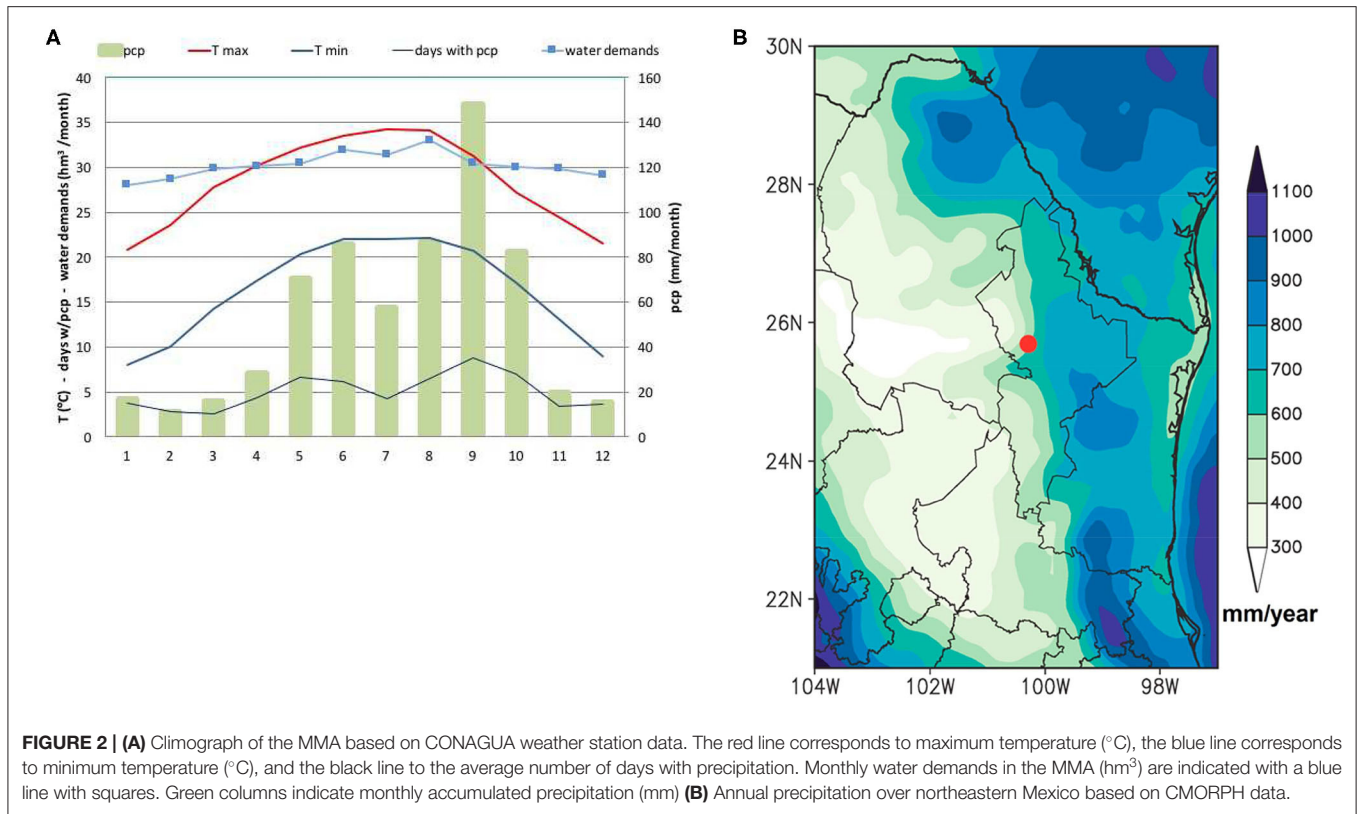 A
pcp T max T min days with pcp water demands
T (°C) - days w/pcp - water demands (hm³ /month)
40 160
35 140
30 120
25 100
20 80
15 60
10 40
5 20
0 0
pcp (mm/month)
1 2 3 4 5 6 7 8 9 10 11 12
B
30N
28N
26N
24N
22N
104W 102W 100W 98W
1100
1000
900
800
700
600
500
400
300
mm/year
FIGURE 2 | (A) Climograph of the MMA based on CONAGUA weather station data. The red line corresponds to maximum temperature (°C), the blue line corresponds
to minimum temperature (°C), and the black line to the average number of days with precipitation. Monthly water demands in the MMA (hm³) are indicated with a blue
line with squares. Green columns indicate monthly accumulated precipitation (mm) (B) Annual precipitation over northeastern Mexico based on CMORPH data.